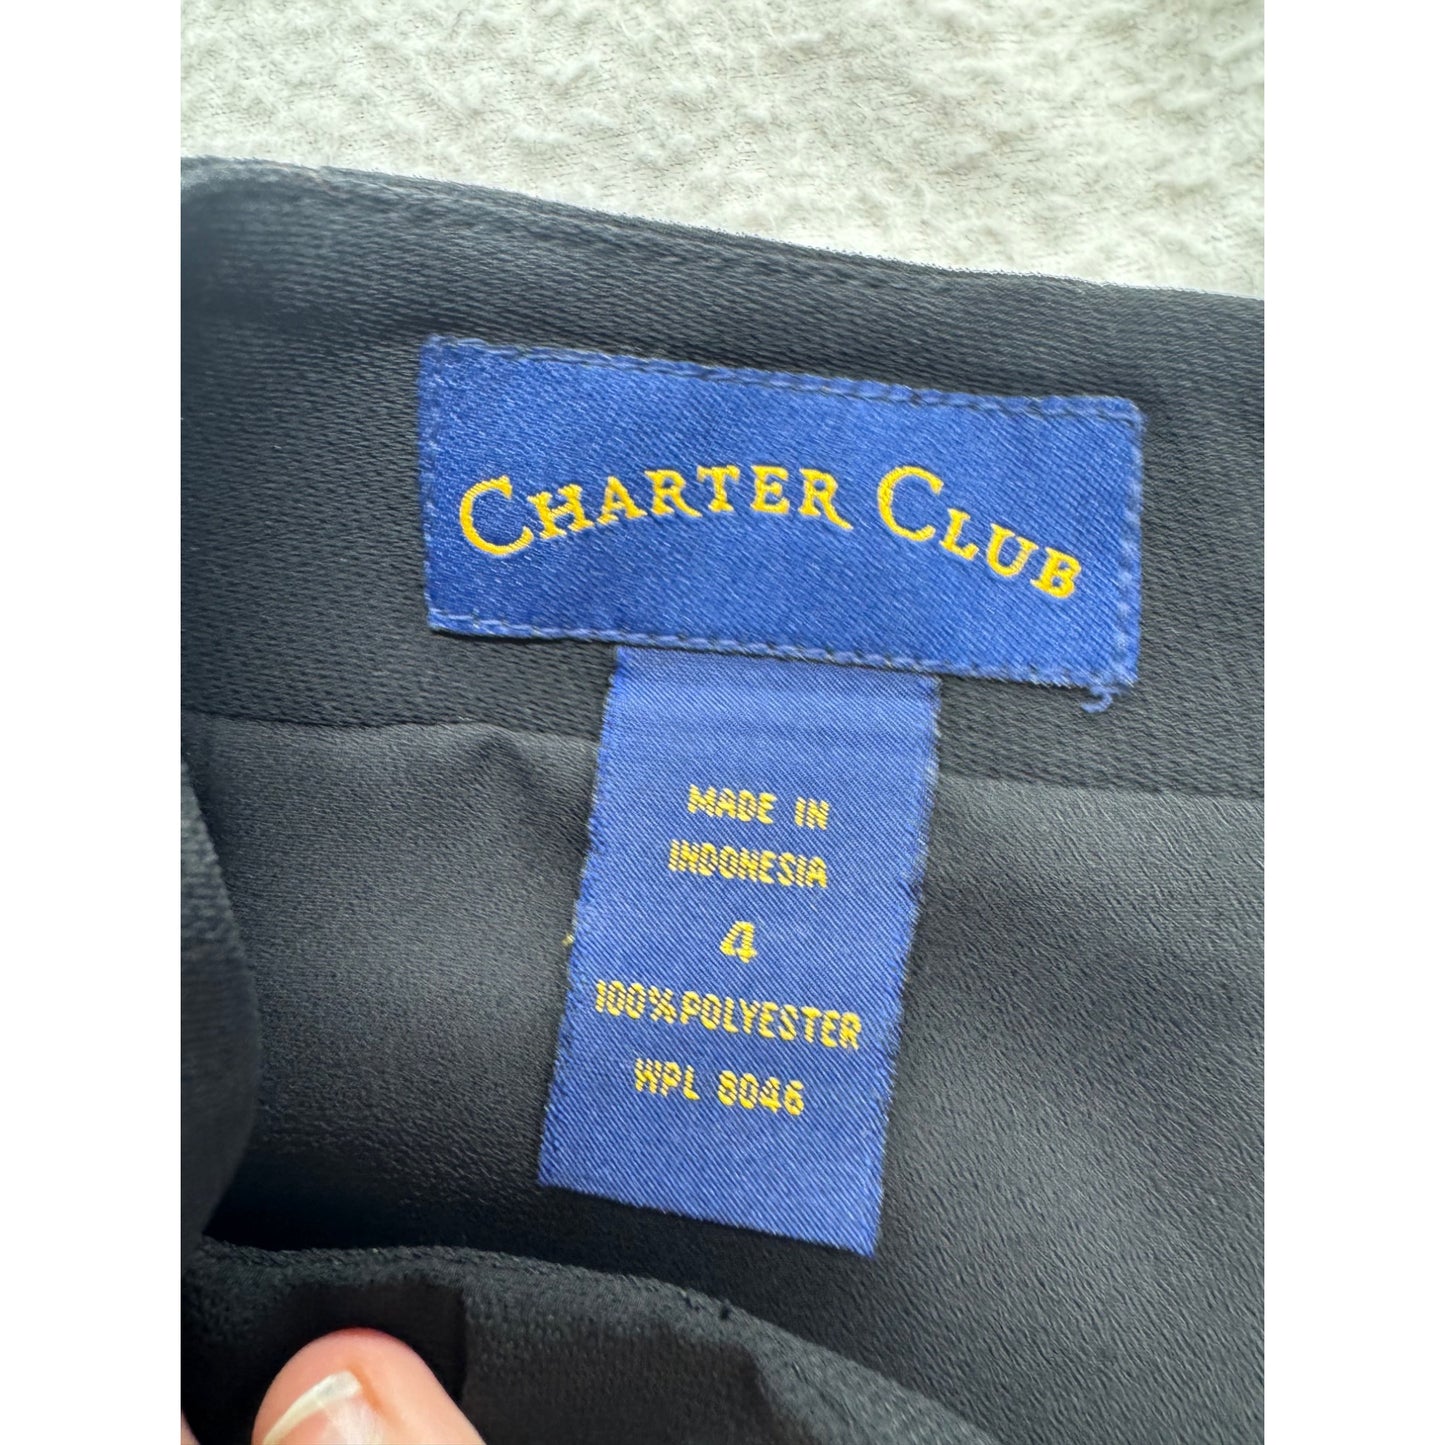 CHARTER CLUB
MADE IN
INDONESIA
4
100%POLYESTER
WPL 8046